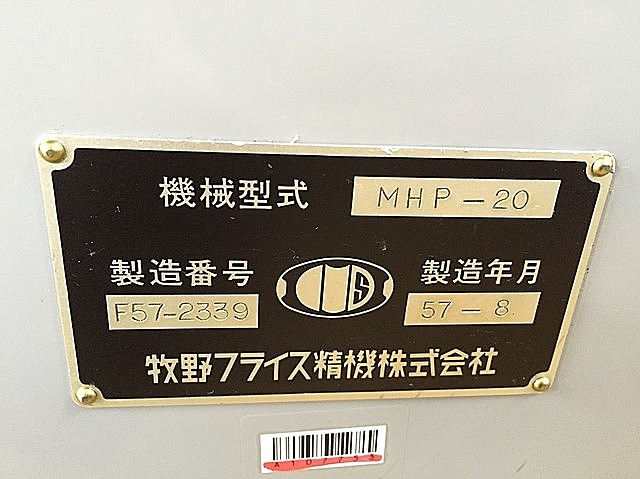 機械型式 MHP-20
製造番号 製造年月
F57-2339 57-8
牧野フライス精機株式会社